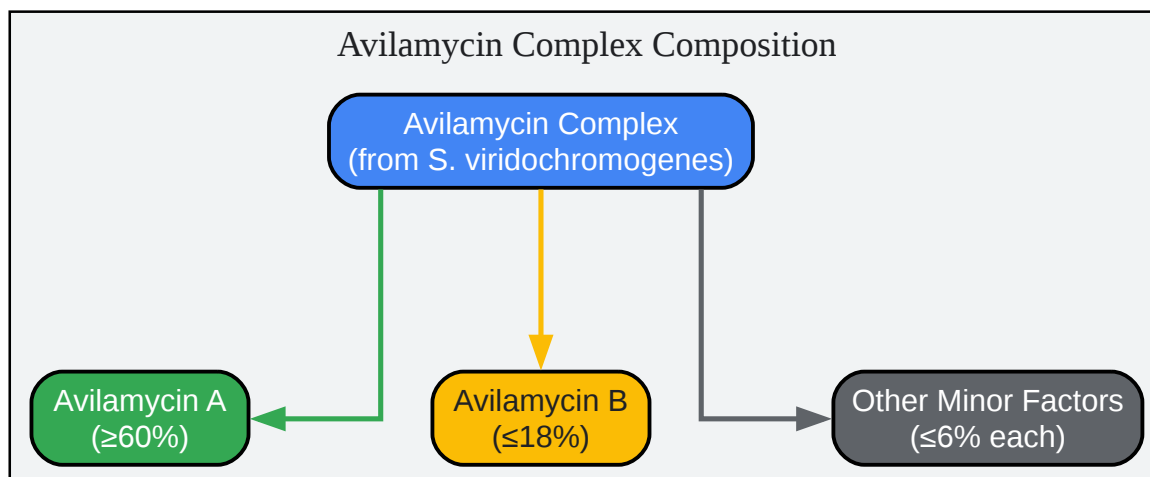 Avilamycin Complex Composition
Avilamycin Complex
(from S. viridochromogenes)
Avilamycin A
(≥60%)
Avilamycin B
(≤18%)
Other Minor Factors
(≤6% each)